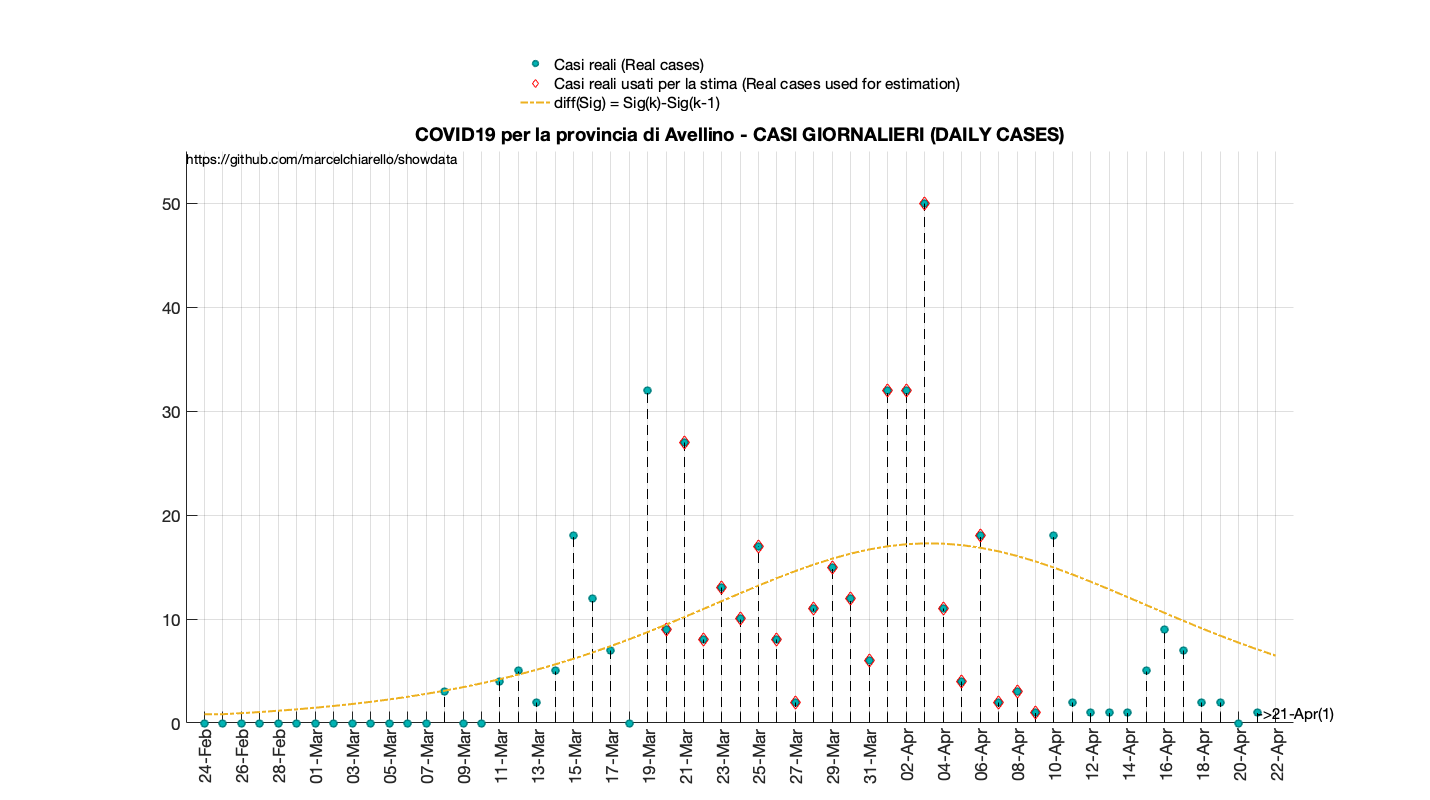 Casi reali (Real cases)
Casi reali usati per la stima (Real cases used for estimation)
diff(Sig) = Sig(k)-Sig(k-1)
COVID19 per la provincia di Avellino - CASI GIORNALIERI (DAILY CASES)
https://github.com/marcelchiarello/showdata
50
40
30
20
10
0
->21-Apr(1)
24-Feb
26-Feb
28-Feb
01-Mar
03-Mar
05-Mar
07-Mar
09-Mar
11-Mar
13-Mar
15-Mar
17-Mar
19-Mar
21-Mar
23-Mar
25-Mar
27-Mar
29-Mar
31-Mar
02-Apr
04-Apr
06-Apr
08-Apr
10-Apr
12-Apr
14-Apr
16-Apr
18-Apr
20-Apr
22-Apr